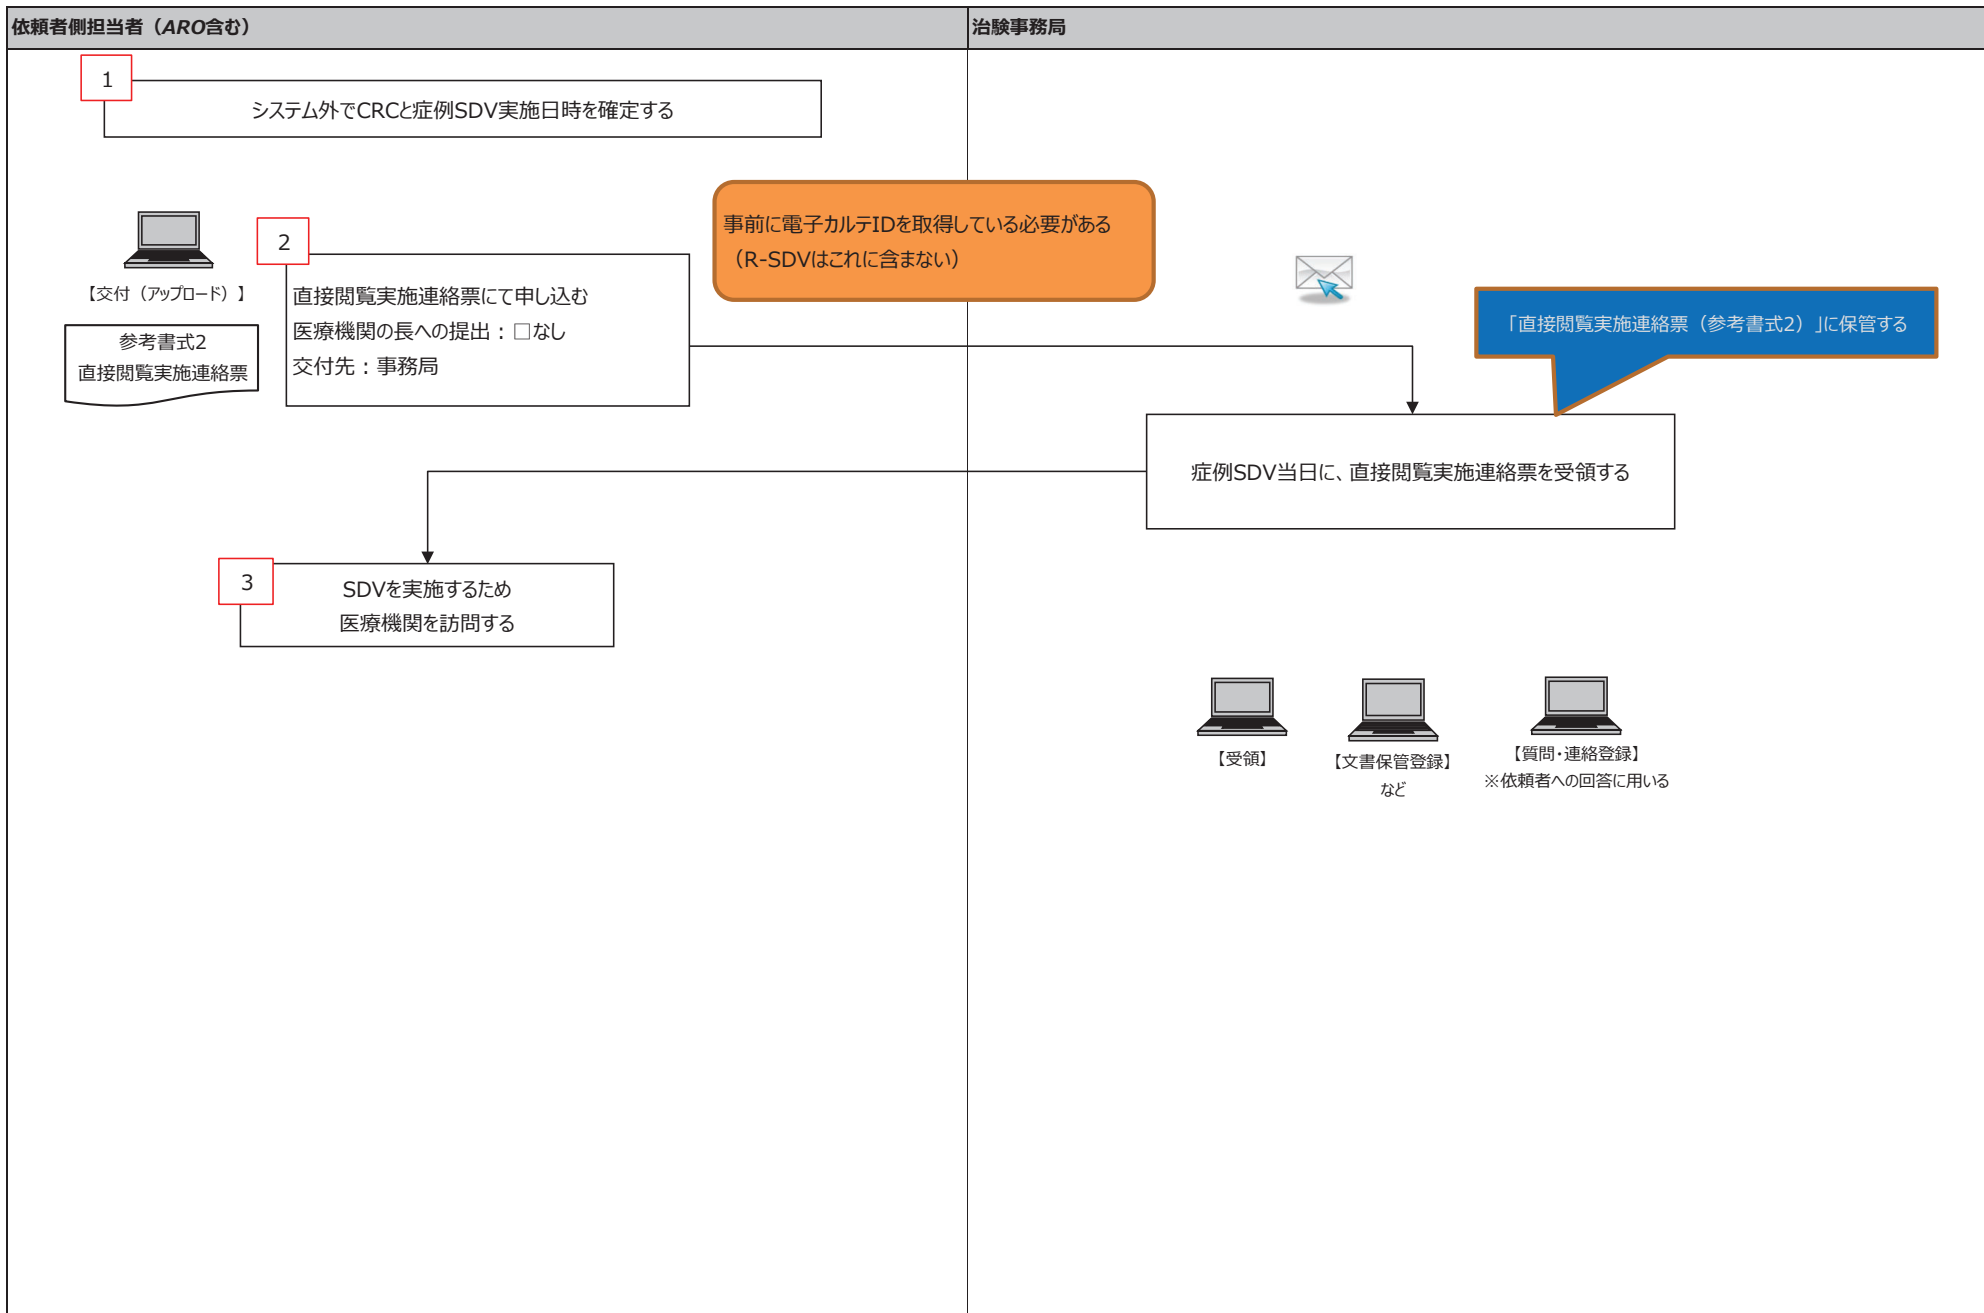 依頼者側担当者（ARO含む）
治験事務局
1
システム外でCRCと症例SDV実施日時を確定する
事前に電子カルテIDを取得している必要がある
（R-SDVはこれに含まない）
【交付（アップロード）】
参考書式2
直接閲覧実施連絡票
2
直接閲覧実施連絡票にて申し込む
医療機関の長への提出：□なし
交付先：事務局
「直接閲覧実施連絡票（参考書式2）」に保管する
症例SDV当日に、直接閲覧実施連絡票を受領する
3
SDVを実施するため
医療機関を訪問する
【受領】
【文書保管登録】
など
【質問・連絡登録】
※依頼者への回答に用いる